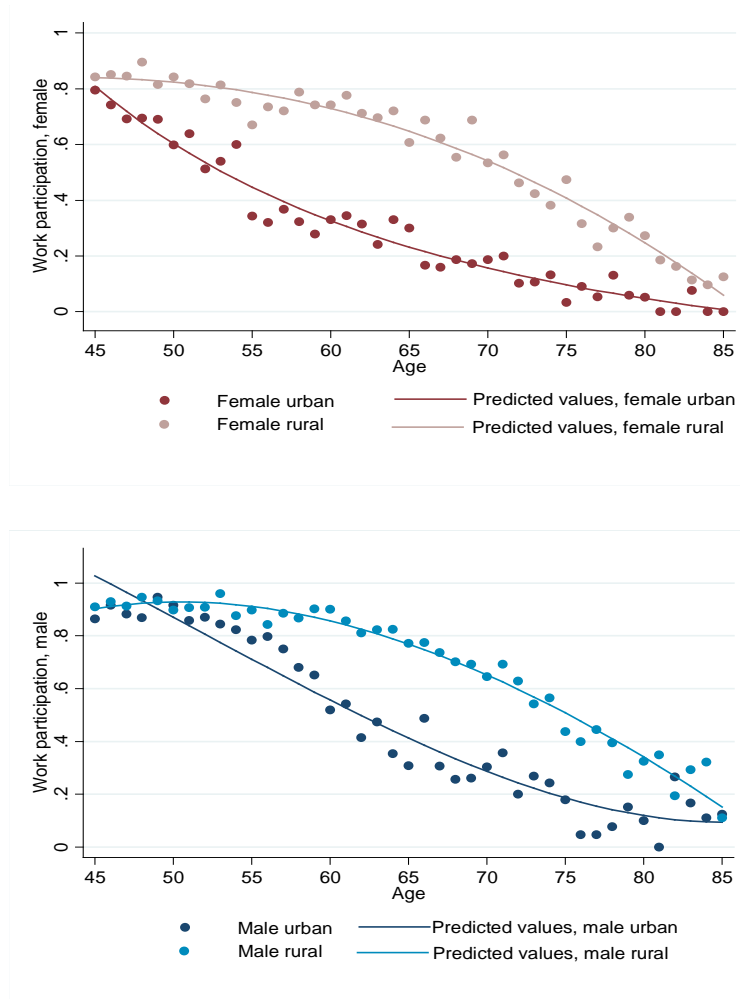 Work participation, female
1
.8
.6
.4
.2
0
45 50 55 60 65 70 75 80 85
Age
Female urban Predicted values, female urban
Female rural Predicted values, female rural
Work participation, male
1
.8
.6
.4
.2
0
45 50 55 60 65 70 75 80 85
Age
Male urban Predicted values, male urban
Male rural Predicted values, male rural